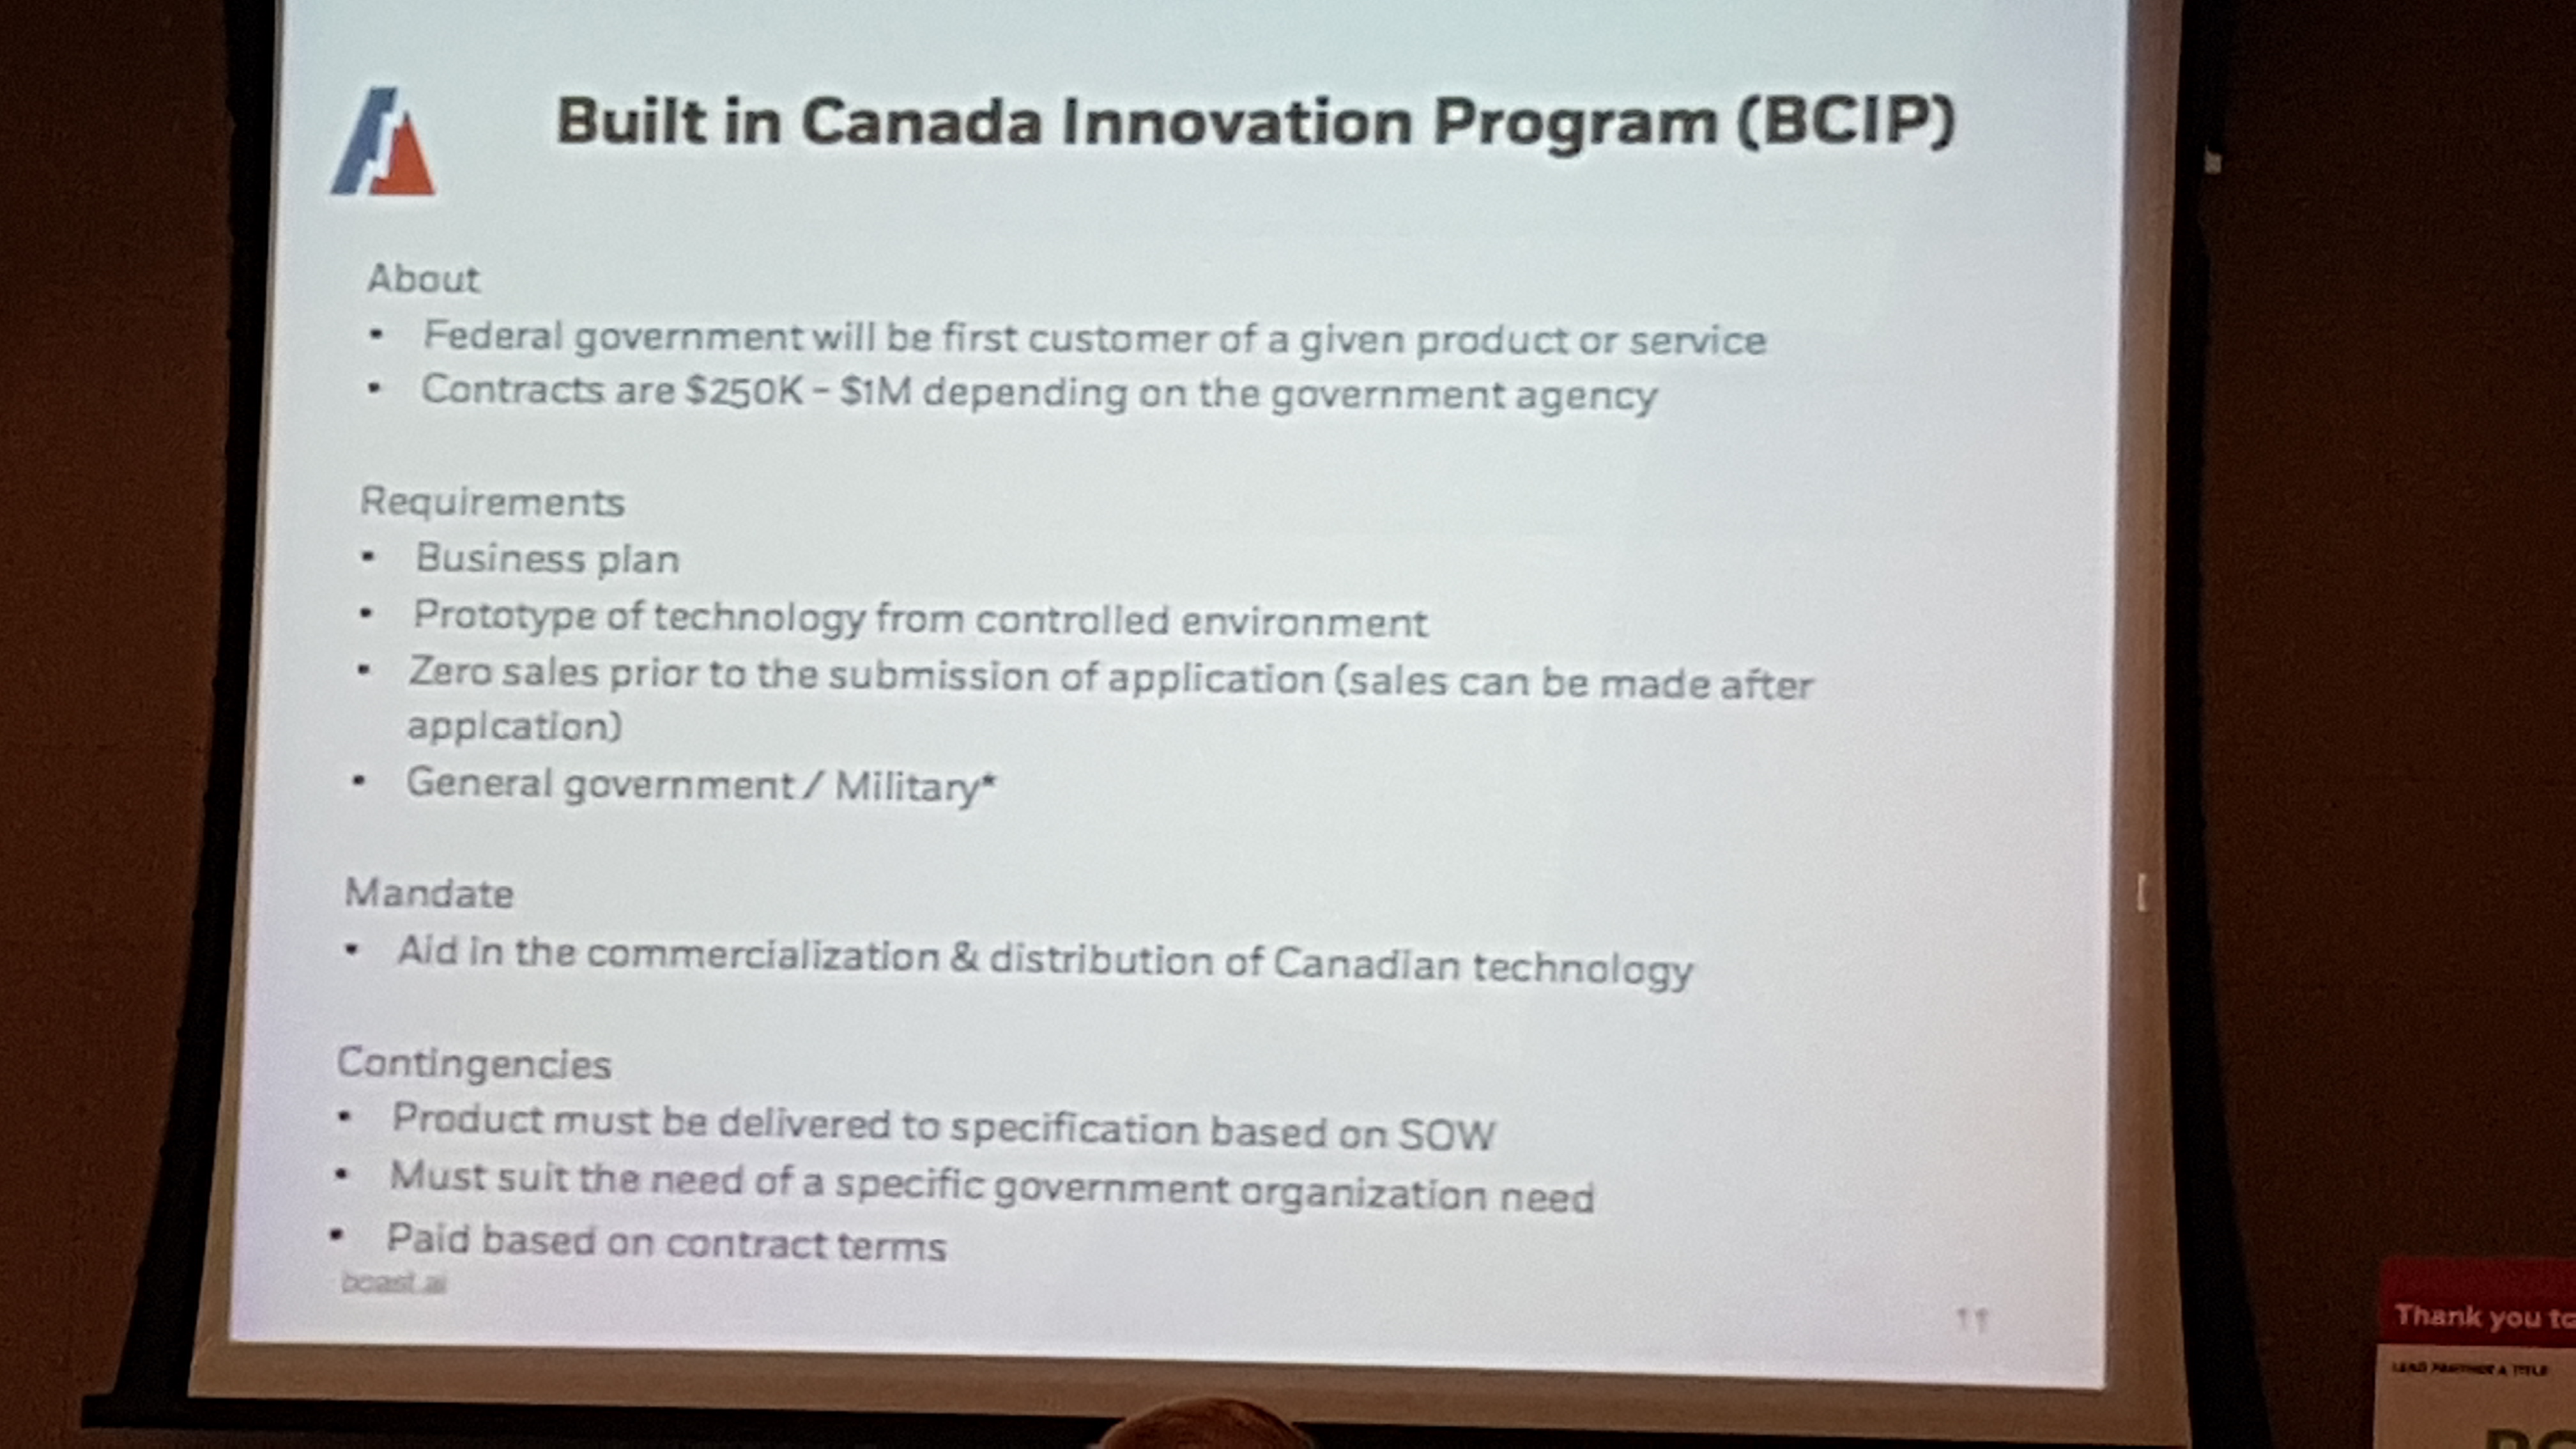 Built in Canada Innovation Program (BCIP)
About
• Federal government will be first customer of a given product or service
• Contracts are $250K – $1M depending on the government agency
Requirements
• Business plan
• Prototype of technology from controlled environment
• Zero sales prior to the submission of application (sales can be made after
applcation)
• General government / Military*
Mandate
• Aid in the commercialization & distribution of Canadian technology
Contingencies
• Product must be delivered to specification based on SOW
• Must suit the need of a specific government organization need
• Paid based on contract terms
boast.ai
11
Thank you to
LEAD PARTNER & TITLE